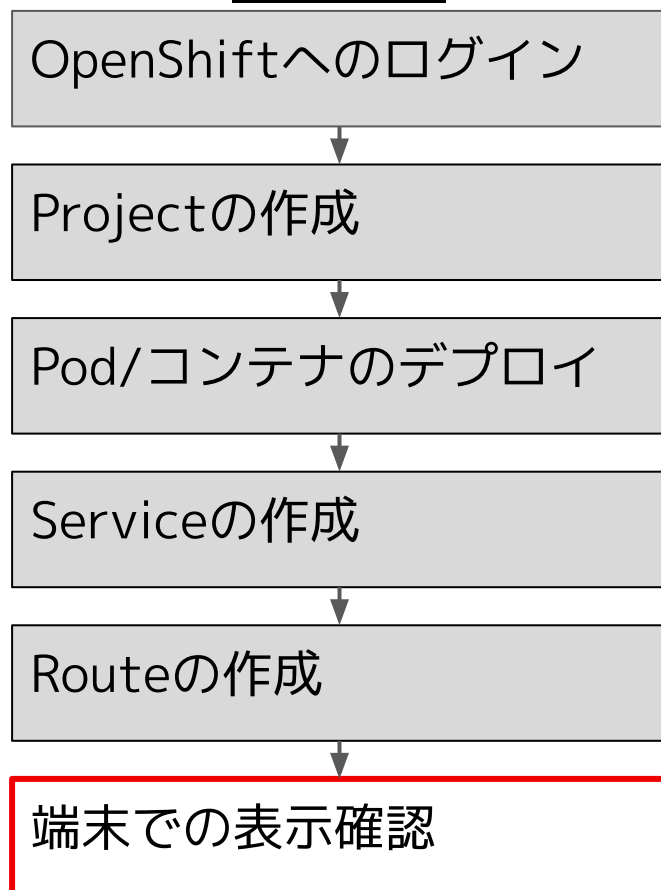 OpenShiftへのログイン
Projectの作成
Pod/コンテナのデプロイ
Serviceの作成
Routeの作成
端末での表示確認